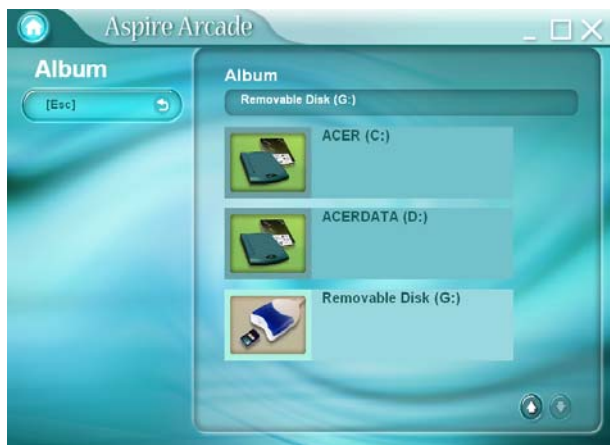 Aspire Arcade
Album
[Esc]
Album
Removable Disk (G:)
ACER (C:)
ACERDATA (D:)
Removable Disk (G:)